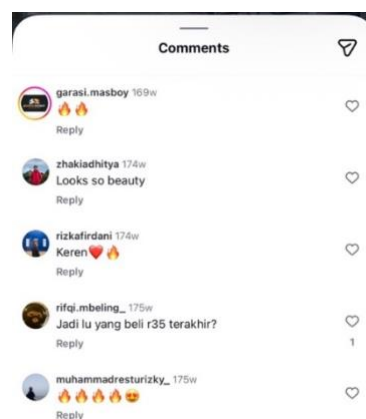 Comments
garasi.masboy 169w
🔥🔥
Reply
zhakiadhitya 174w
Looks so beauty
Reply
rizkafirdani 174w
Keren❤️🔥
Reply
rifqi.mbeling_ 175w
Jadi lu yang beli r35 terakhir?
Reply
1
muhammadresturizky_ 175w
🔥🔥🔥🔥😍
Reply